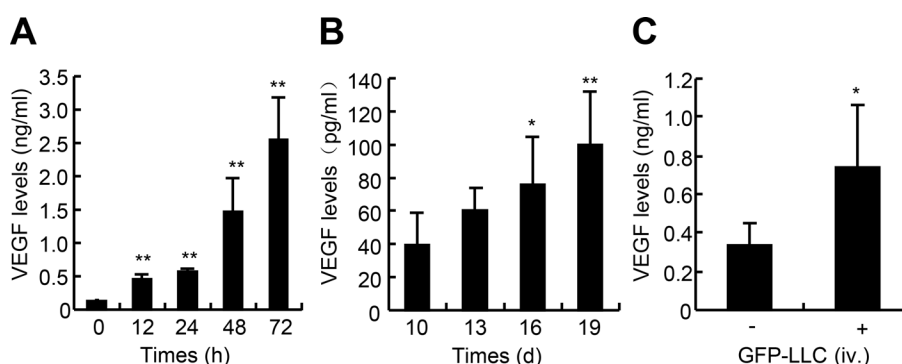 A
VEGF levels (ng/ml)
3.5
3.0
2.5
2.0
1.5
1.0
0.5
0
**
**
**
**
0 12 24 48 72
Times (h)
B
VEGF levels （pg/ml）
160
140
120
100
80
60
40
20
0
*
**
10 13 16 19
Times (d)
C
VEGF levels (ng/ml)
1.2
1.0
0.8
0.6
0.4
0.2
0
*
- +
GFP-LLC (iv.)